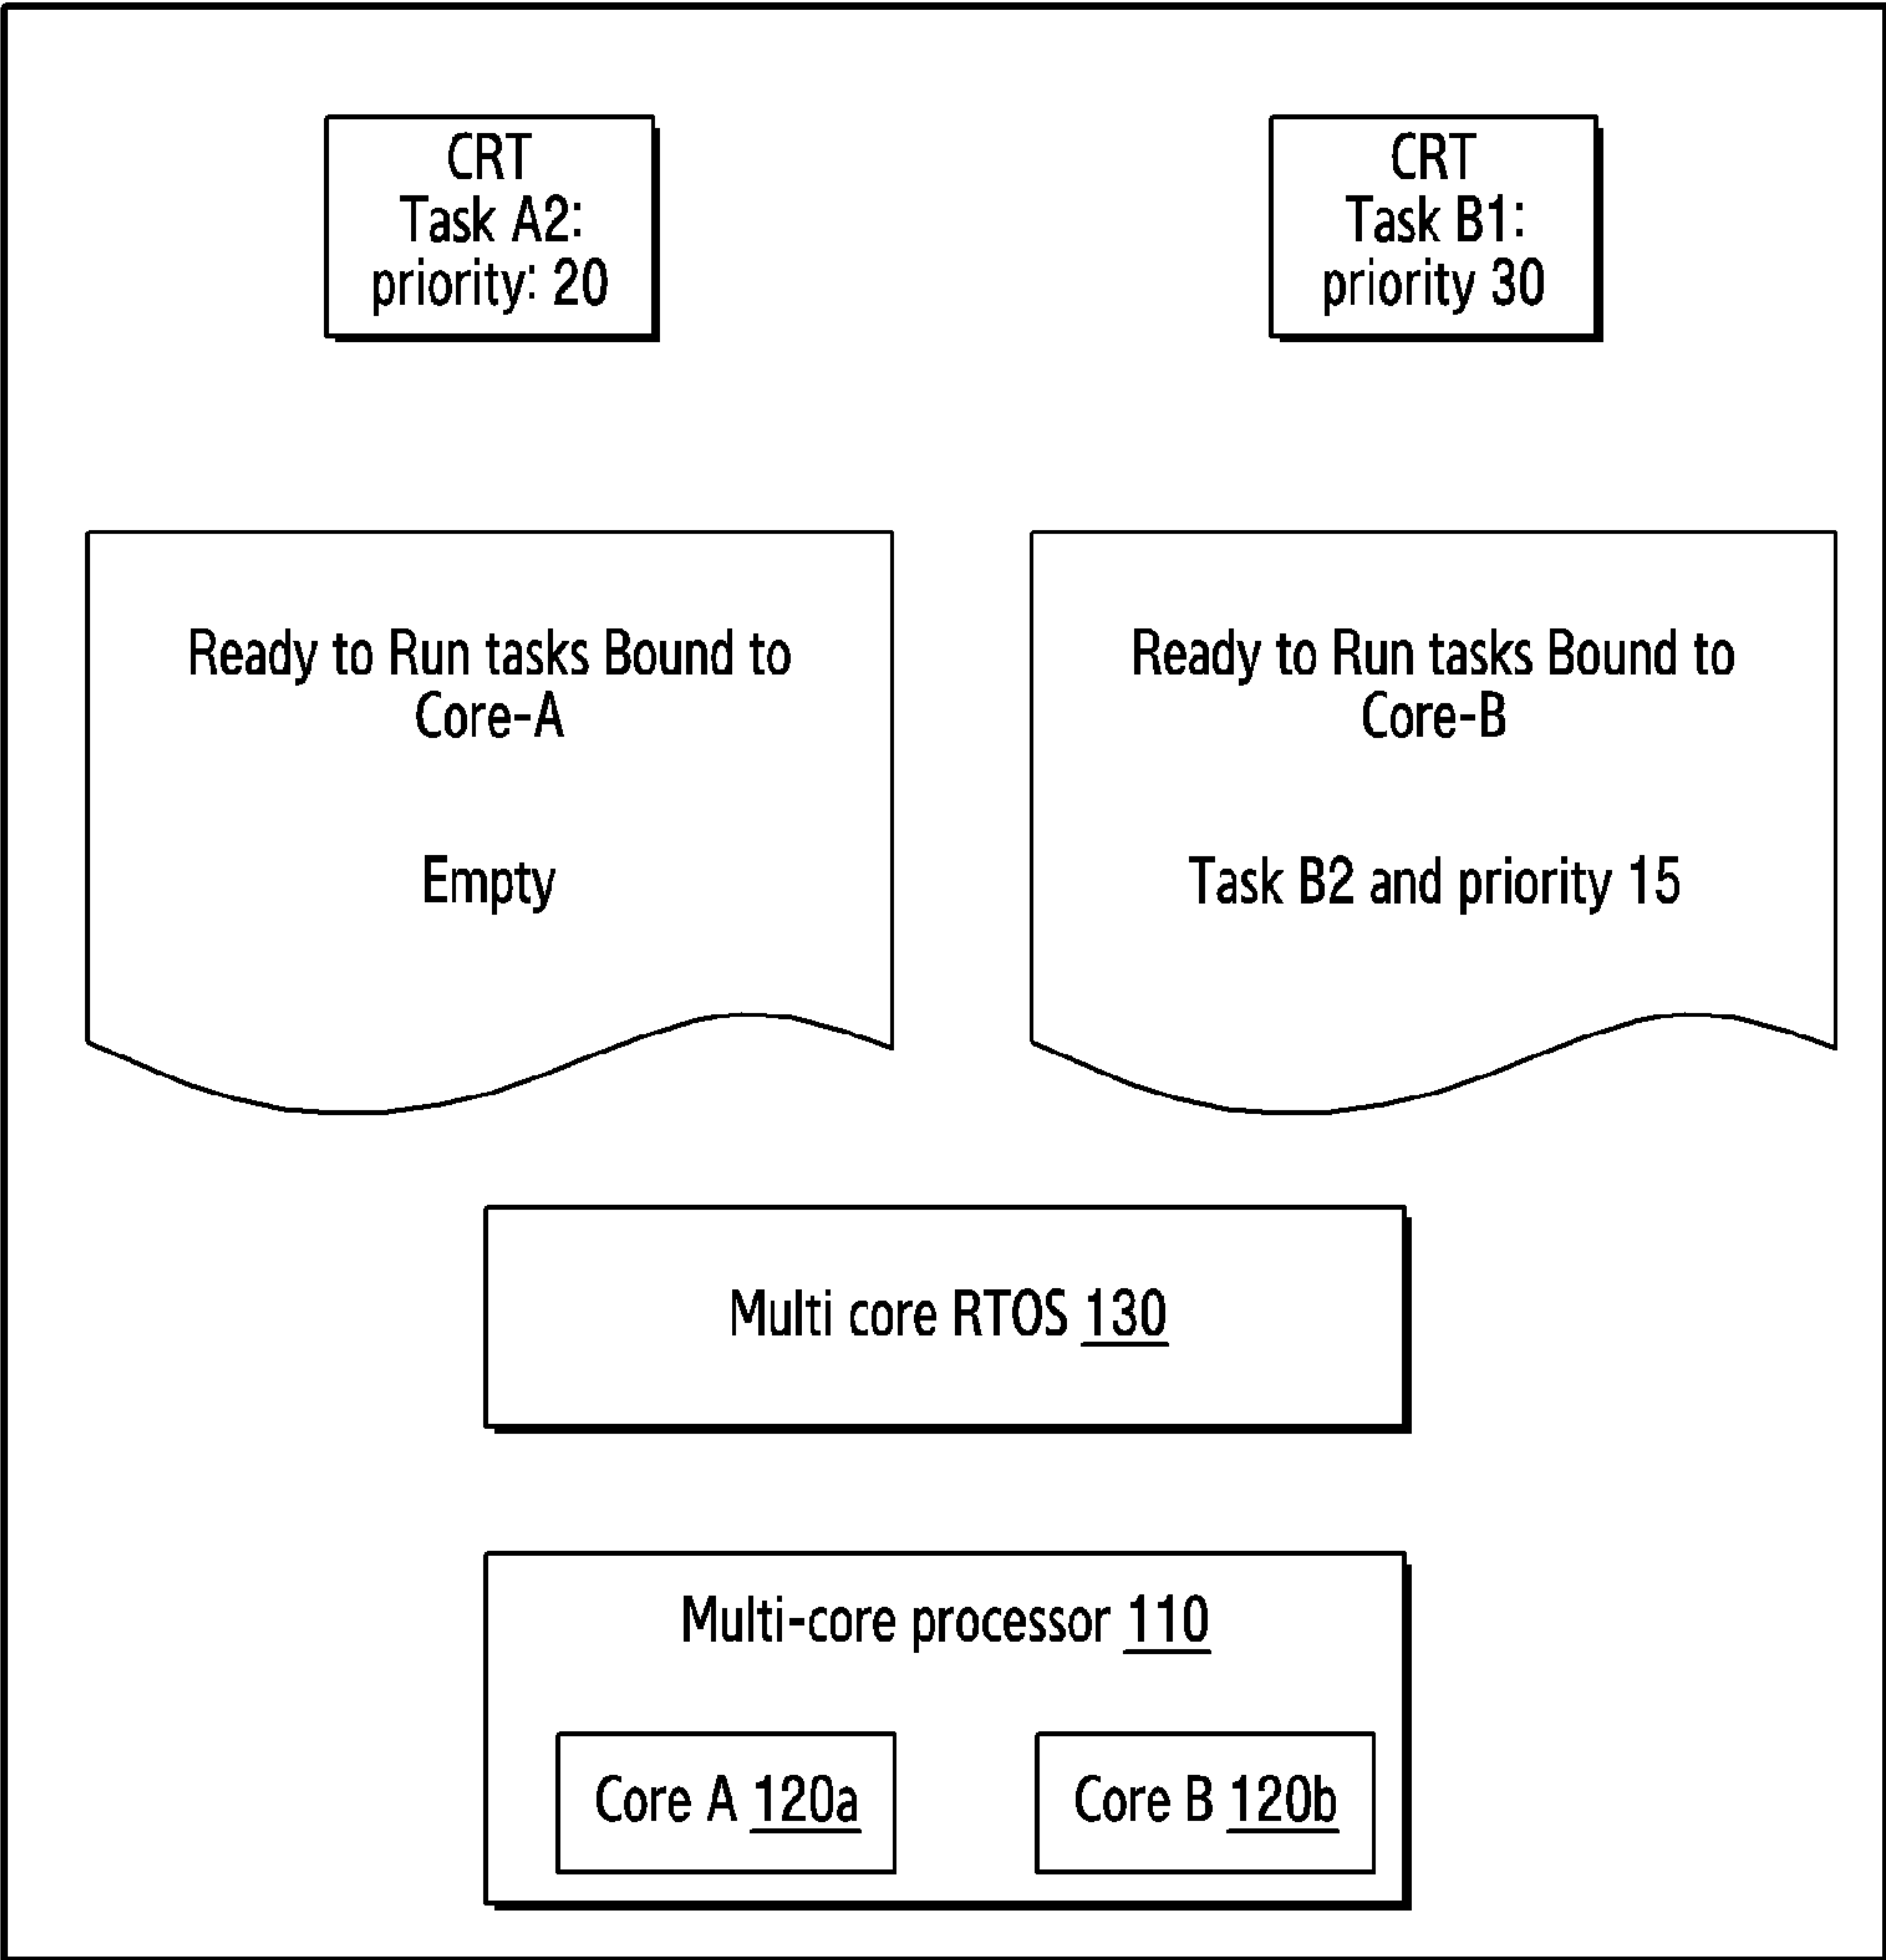 CRT
Task A2:
priority: 20
CRT
Task B1:
priority 30
Ready to Run tasks Bound to
Core-A
Empty
Ready to Run tasks Bound to
Core-B
Task B2 and priority 15
Multi core RTOS 130
Multi-core processor 110
Core A 120a
Core B 120b